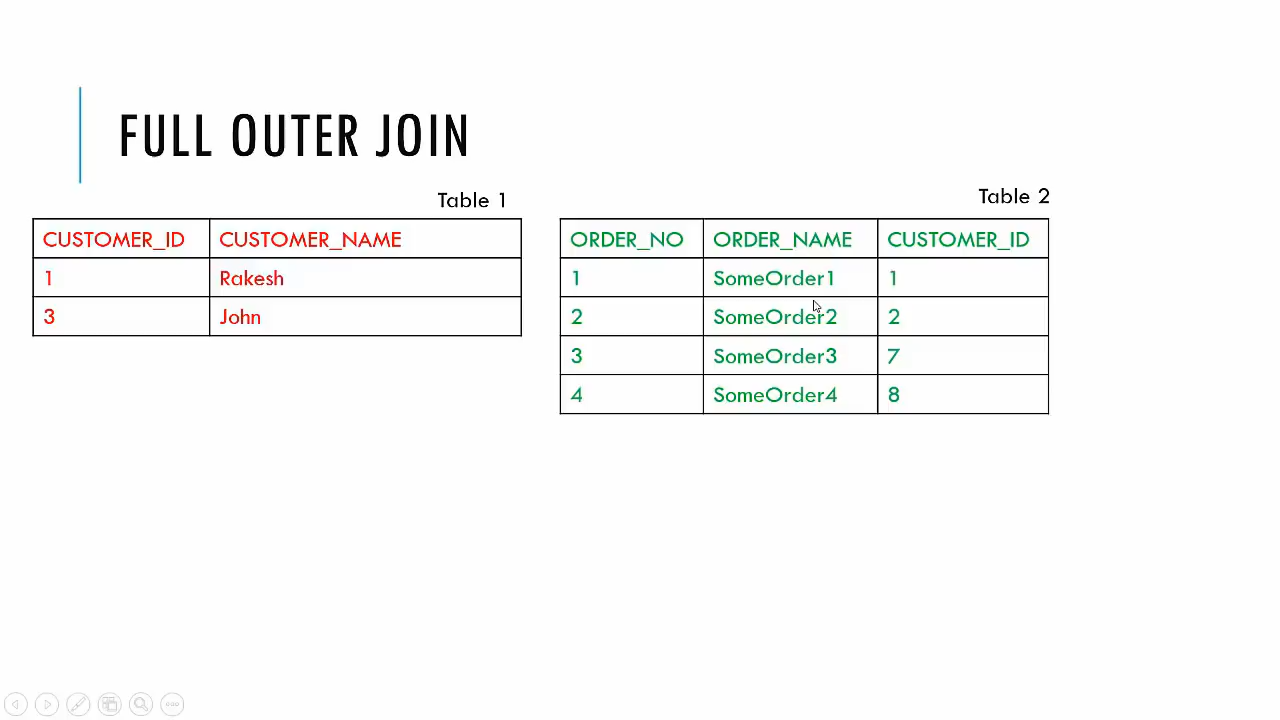 FULL OUTER JOIN
Table 1
CUSTOMER_ID CUSTOMER_NAME
1 Rakesh
3 John
Table 2
ORDER_NO ORDER_NAME CUSTOMER_ID
1 SomeOrder1 1
2 SomeOrder2 2
3 SomeOrder3 7
4 SomeOrder4 8